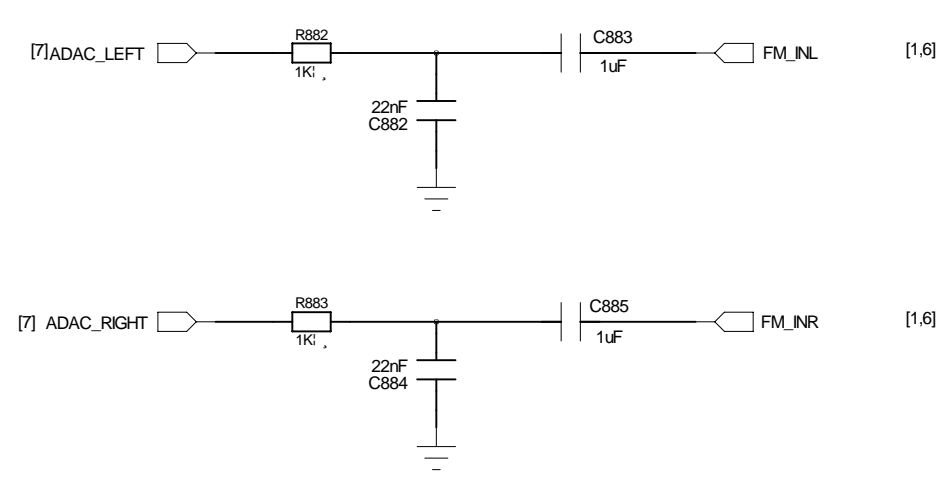 R882
C883
[7]ADAC_LEFT
FM_INL
[1,6]
1K¦ ¸
1uF
22nF
C882
R883
C885
[7] ADAC_RIGHT
FM_INR
[1,6]
1K¦ ¸
1uF
22nF
C884